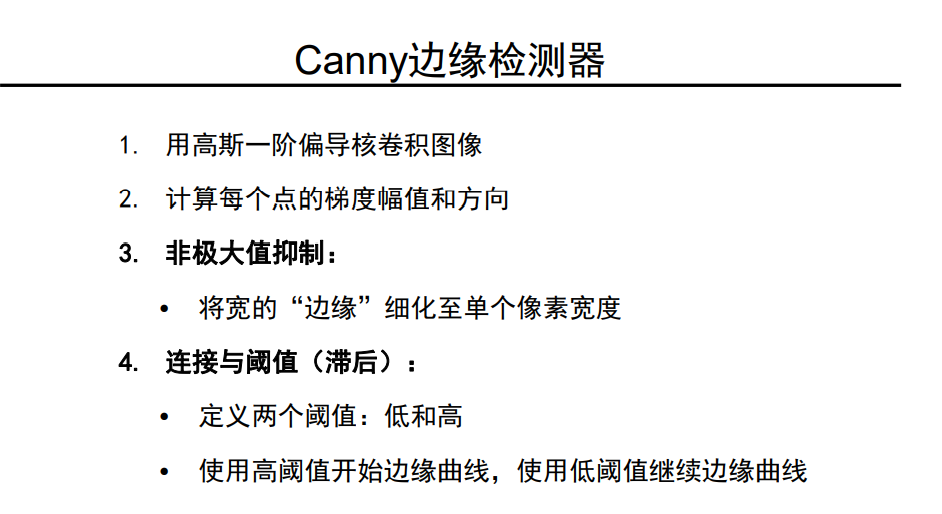 Canny边缘检测器
1. 用高斯一阶偏导核卷积图像
2. 计算每个点的梯度幅值和方向
3. 非极大值抑制：
• 将宽的“边缘”细化至单个像素宽度
4. 连接与阈值（滞后）：
• 定义两个阈值：低和高
• 使用高阈值开始边缘曲线，使用低阈值继续边缘曲线